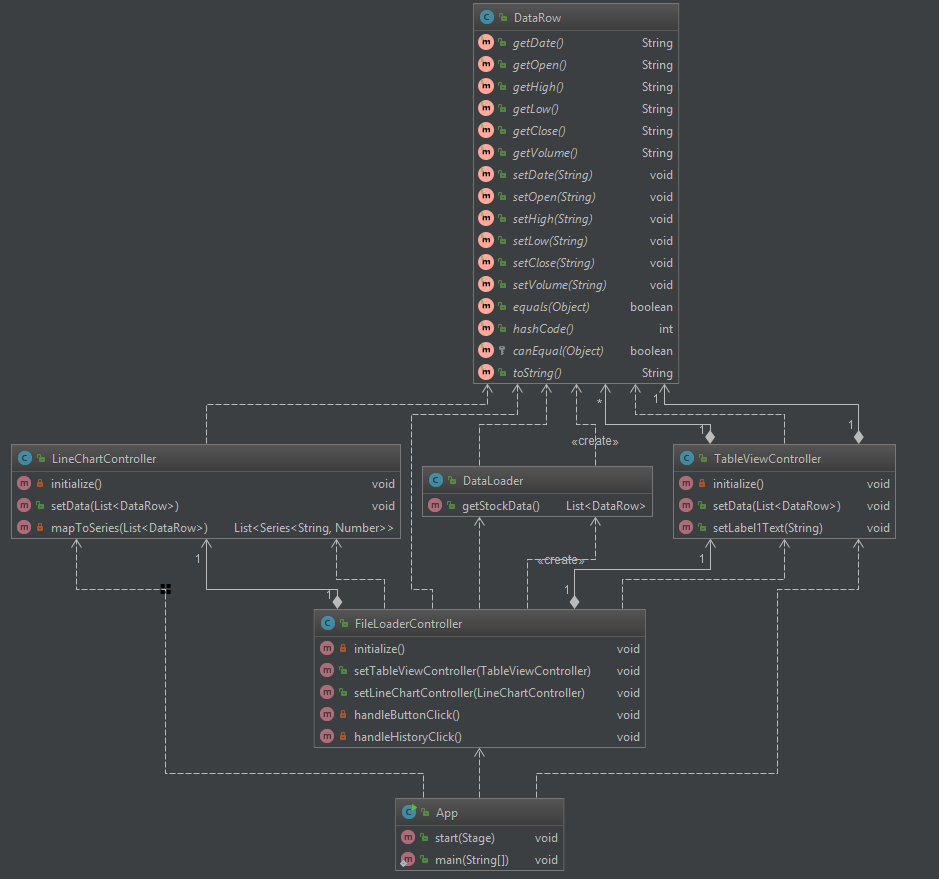 DataRow
getDate() String
getOpen() String
getHigh() String
getLow() String
getClose() String
getVolume() String
setDate(String) void
setOpen(String) void
setHigh(String) void
setLow(String) void
setClose(String) void
setVolume(String) void
equals(Object) boolean
hashCode() int
canEqual(Object) boolean
toString() String
* 1
1 1
«create»
LineChartController
initialize() void
setData(List<DataRow>) void
mapToSeries(List<DataRow>) List<Series<String, Number>>
DataLoader
getStockData() List<DataRow>
TableViewController
initialize() void
setData(List<DataRow>) void
setLabel1Text(String) void
1 «create» 1
1 1
FileLoaderController
initialize() void
setTableViewController(TableViewController) void
setLineChartController(LineChartController) void
handleButtonClick() void
handleHistoryClick() void
App
start(Stage) void
main(String[]) void